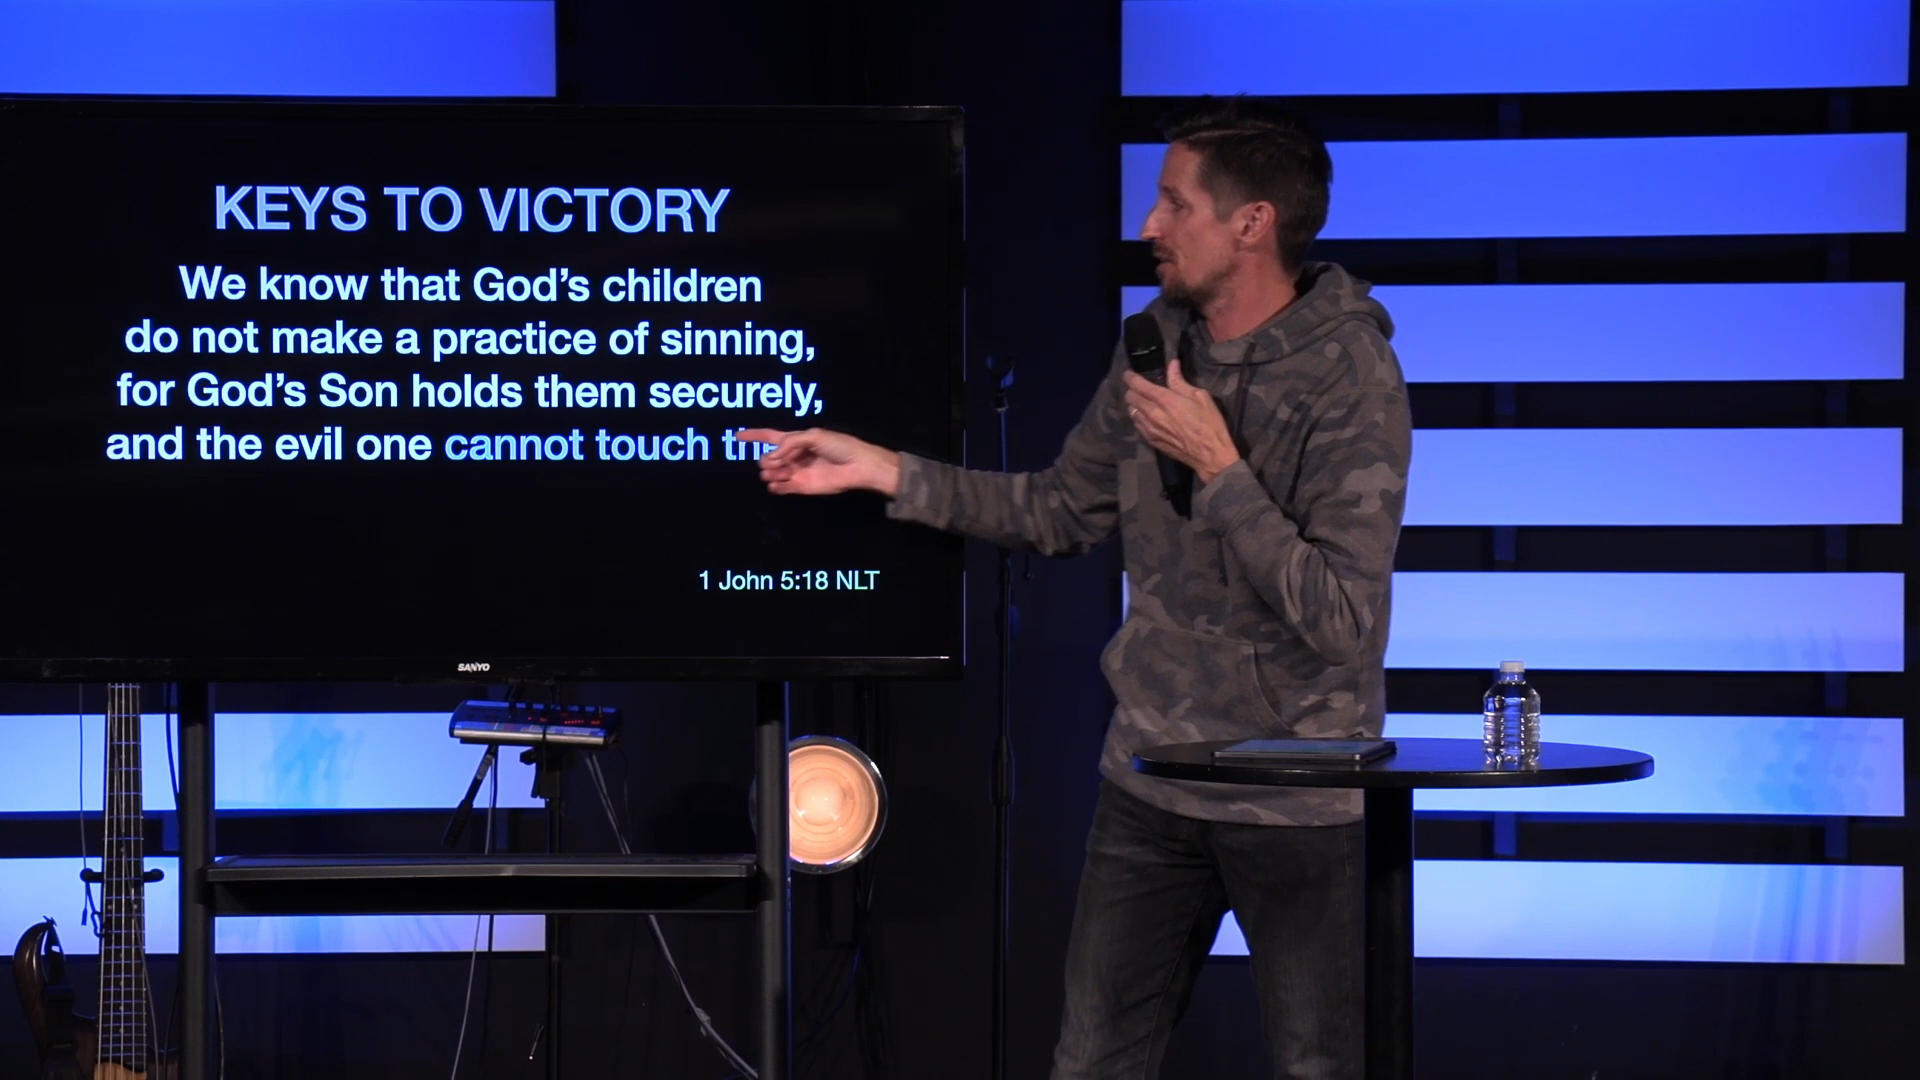 KEYS TO VICTORY
We know that God's children
do not make a practice of sinning,
for God's Son holds them securely,
and the evil one cannot touch
1 John 5:18 NLT
SANYO